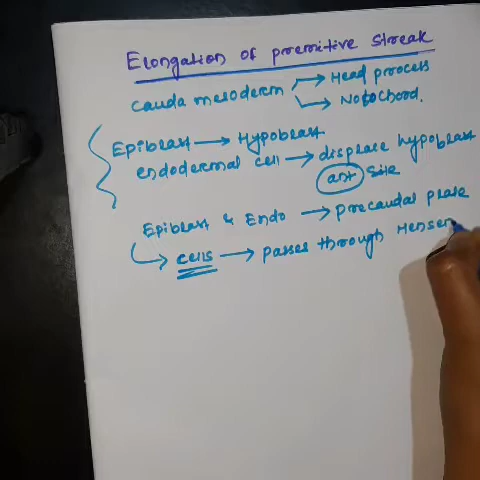 Elongation of premitive streak
cauda mesoderm → Head process
→ Notochord.
Epiblast → Hypoblast
endodermal cell → displase hypoblast
ant side
Epiblast & Endo → precaudal plate
cells → passes through Hensen